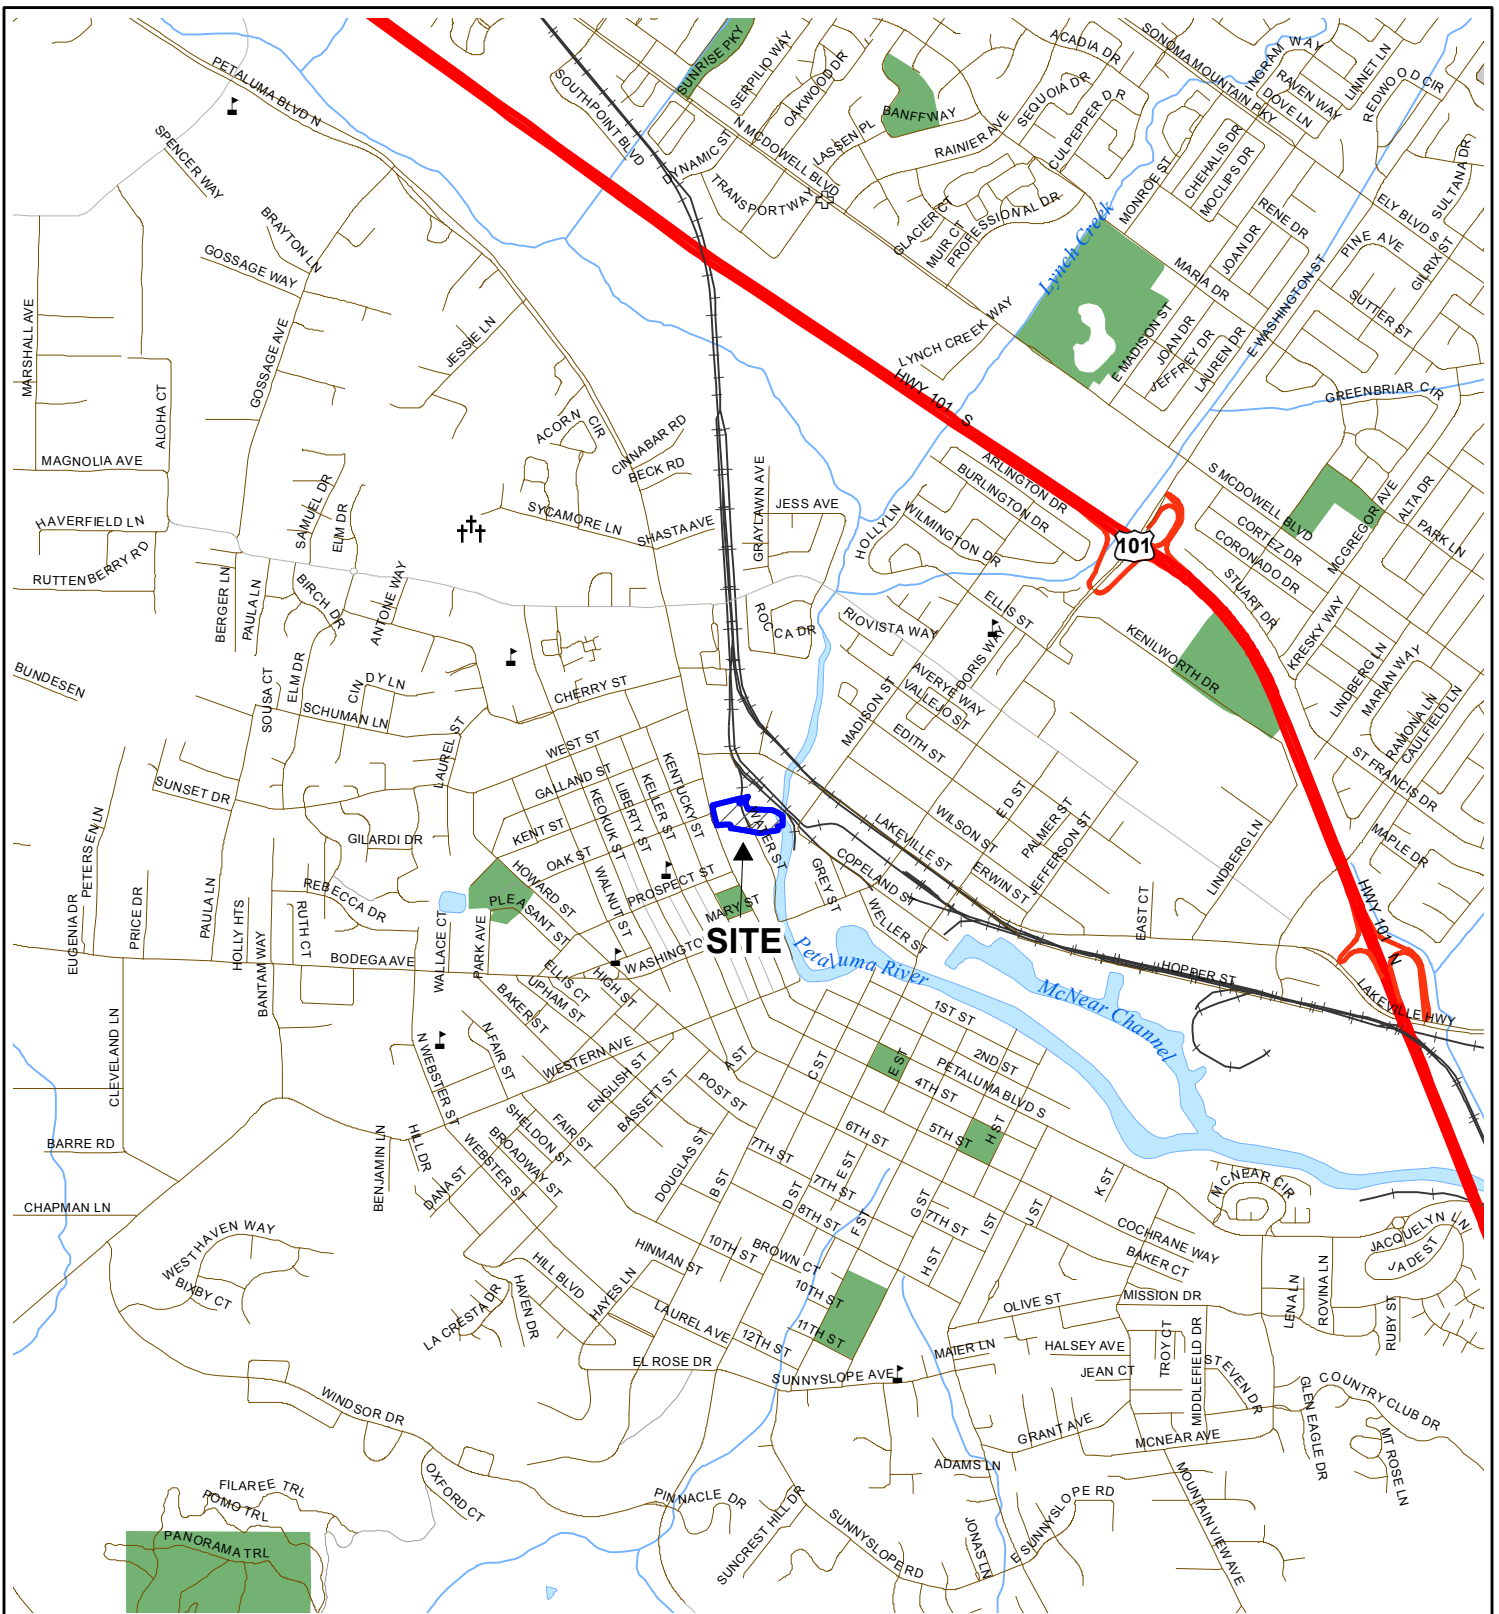 PETALUMA BLVD N
SPENCER WAY
SOUTHPOINT BLVD
SUNRISE PKY
SERPILIO WAY
OAKWOOD DR
N MCDOWELL BLVD
DYNAMIC ST
TRANSPORT WAY
LASSEN PL
BANFF WAY
RAINIER AVE
SEQUOIA DR
ACADIA DR
CULPEPPER DR
SONOMA MOUNTAIN PKY
INGRAM WAY
RAVEN WAY
DOVE LN
LINNET LN
REDWOOD CIR
SULTANA DR
ELY BLVD S
GILRIX ST
PINE AVE
SUTTER ST
RENE DR
JOAN DR
CHEHALIS DR
MOCLIPS DR
MONROE ST
MARIA DR
GLACIER CT
MUIR CT
PROFESSIONAL DR
Lynch Creek
LYNCH CREEK WAY
E MADISON ST
JOAN DR
JEFFREY DR
LAUREN DR
E WASHINGTON ST
GREENBRIAR CIR
HWY 101 S
BRAYTON LN
GOSSAGE WAY
GOSSAGE AVE
JESSIE LN
MARSHALL AVE
ALOHA CT
MAGNOLIA AVE
HAVERFIELD LN
RUTTEN
BERRY RD
ACORN CIR
CINNABAR RD
BECK RD
SYCAMORE LN
SHASTA AVE
GRAYLAWN AVE
JESS AVE
HOLLY LN
WILMINGTON DR
BURLINGTON DR
ARLINGTON DR
101
S MCDOWELL BLVD
CORTEZ DR
CORONADO DR
STUART DR
MCGREGOR AVE
ALTA DR
PARK LN
KRESKY WAY
LINDBERG LN
MARIAN WAY
RAMONA LN
CAULFIELD LN
ST FRANCIS DR
MAPLE DR
SAMUEL DR
ELM DR
BIRCH DR
ANTONE WAY
BERGER LN
PAULA LN
SOUSA CT
ELM DR
CINDY LN
SCHUMAN LN
LAUREL ST
BUNDESEN
SUNSET DR
GILARDI DR
CHERRY ST
WEST ST
GALLAND ST
KENT ST
OAK ST
HOWARD ST
KEOKUK ST
LIBERTY ST
KELLER ST
KENTUCKY ST
WALNUT ST
PROSPECT ST
MARY ST
WATER ST
ROCCA DR
RIOVISTA WAY
ELLIS ST
DORIS WAY
AVERYE WAY
VALLEJO ST
MADISON ST
EDITH ST
KENILWORTH DR
E D ST
WILSON ST
PALMER ST
JEFFERSON ST
ERWIN ST
LAKEVILLE ST
COPELAND ST
GREY ST
WELLER ST
LINDBERG LN
EAST CT
HOPPER ST
HWY 101 N
LAKEVILLE HWY
SITE
WASHINGTO
Petaluma River
McNear Channel
EUGENIA DR
PETERSEN LN
PRICE DR
PAULA LN
HOLLY HTS
BANTAM WAY
REBECCA DR
RUTH CT
WALLACE CT
PARK AVE
PLEASANT ST
BODEGA AVE
ELLIS CT
UPHAM ST
BAKER ST
HIGH ST
N FAIR ST
N WEBSTER ST
WESTERN AVE
ENGLISH ST
BASSETT ST
POST ST
A ST
C ST
E ST
1ST ST
2ND ST
PETALUMA BLVD S
4TH ST
5TH ST
6TH ST
H ST
CLEVELAND LN
BARRE RD
CHAPMAN LN
BENJAMIN LN
HILL DR
DANA ST
SHELDON ST
FAIR ST
BROADWAY ST
WEBSTER ST
DOUGLAS ST
B ST
7TH ST
D ST
E ST
7TH ST
8TH ST
F ST
G ST
7TH ST
H ST
I ST
J ST
K ST
MCNEAR CIR
COCHRANE WAY
BAKER CT
JACQUELYN LN
JADE ST
WEST HAVEN WAY
BIXBY CT
HILL BLVD
HAVEN DR
LA CRESTA DR
HAYES LN
HINMAN ST
10TH ST
BROWN CT
10TH ST
11TH ST
12TH ST
LAUREL AVE
EL ROSE DR
SUNNYSLOPE AVE
MAIER LN
OLIVE ST
MISSION DR
HALSEY AVE
JEAN CT
TROY CT
MIDDLEFIELD DR
STEVEN DR
LENA LN
ROVINA LN
RUBY ST
COUNTRY CLUB DR
GLEN EAGLE DR
MT ROSE LN
GRANT AVE
MCNEAR AVE
ADAMS LN
MOUNTAIN VIEW AVE
E SUNNYSLOPE RD
JONAS LN
SUNNYSLOPE RD
SUNCREST HILL DR
PINNACLE DR
WINDSOR DR
OXFORD CT
FILAREE TRL
POMO TRL
PANORAMA TRL